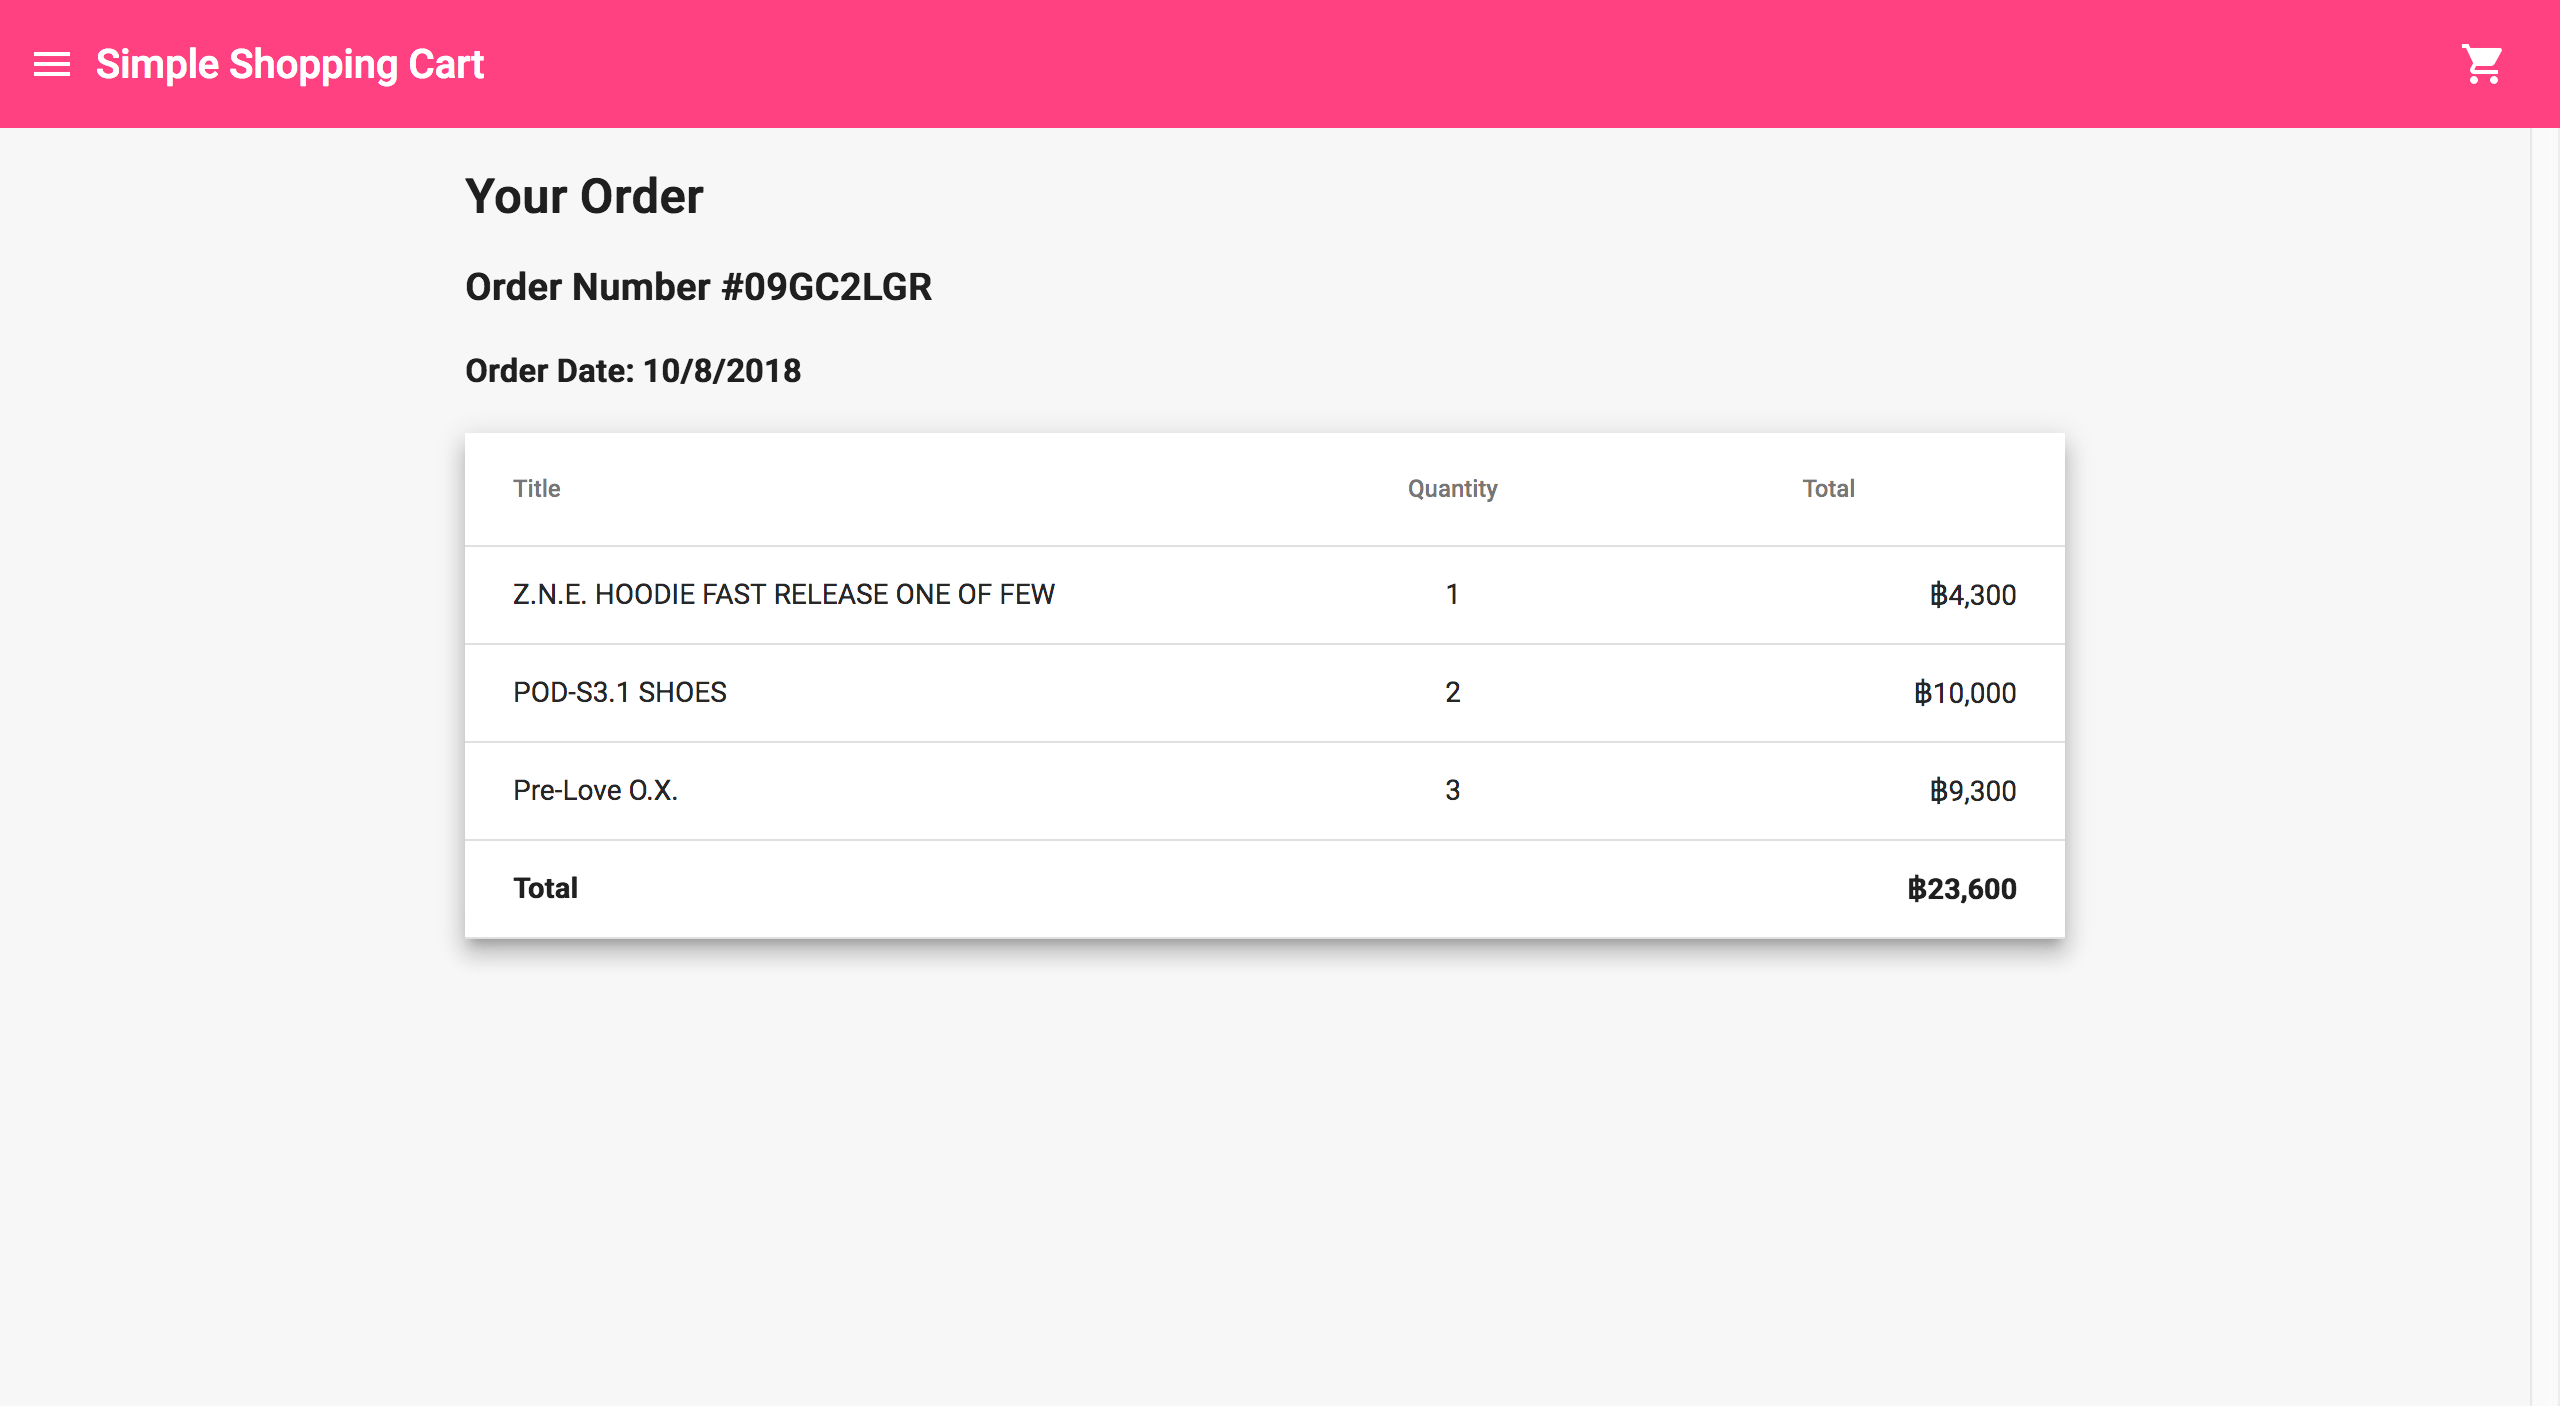 Simple Shopping Cart
Your Order
Order Number #09GC2LGR
Order Date: 10/8/2018
Title Quantity Total
Z.N.E. HOODIE FAST RELEASE ONE OF FEW 1 ฿4,300
POD-S3.1 SHOES 2 ฿10,000
Pre-Love O.X. 3 ฿9,300
Total ฿23,600